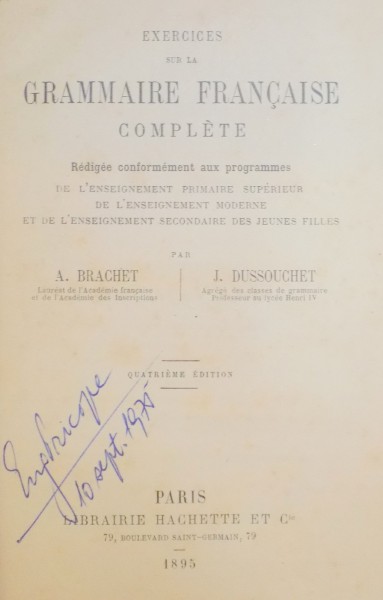 EXERCICES
SUR LA
GRAMMAIRE FRANÇAISE
COMPLÈTE
Rédigée conformément aux programmes
DE L'ENSEIGNEMENT PRIMAIRE SUPÉRIEUR
DE L'ENSEIGNEMENT MODERNE
ET DE L'ENSEIGNEMENT SECONDAIRE DES JEUNES FILLES
PAR
A. BRACHET
Lauréat de l'Académie française
et de l'Académie des Inscriptions
J. DUSSOUCHET
Agrégé des classes de grammaire
Professeur au lycée Henri IV
QUATRIÈME ÉDITION
10 sept. 1975
PARIS
LIBRAIRIE HACHETTE ET Cie
79, BOULEVARD SAINT-GERMAIN, 79
1895